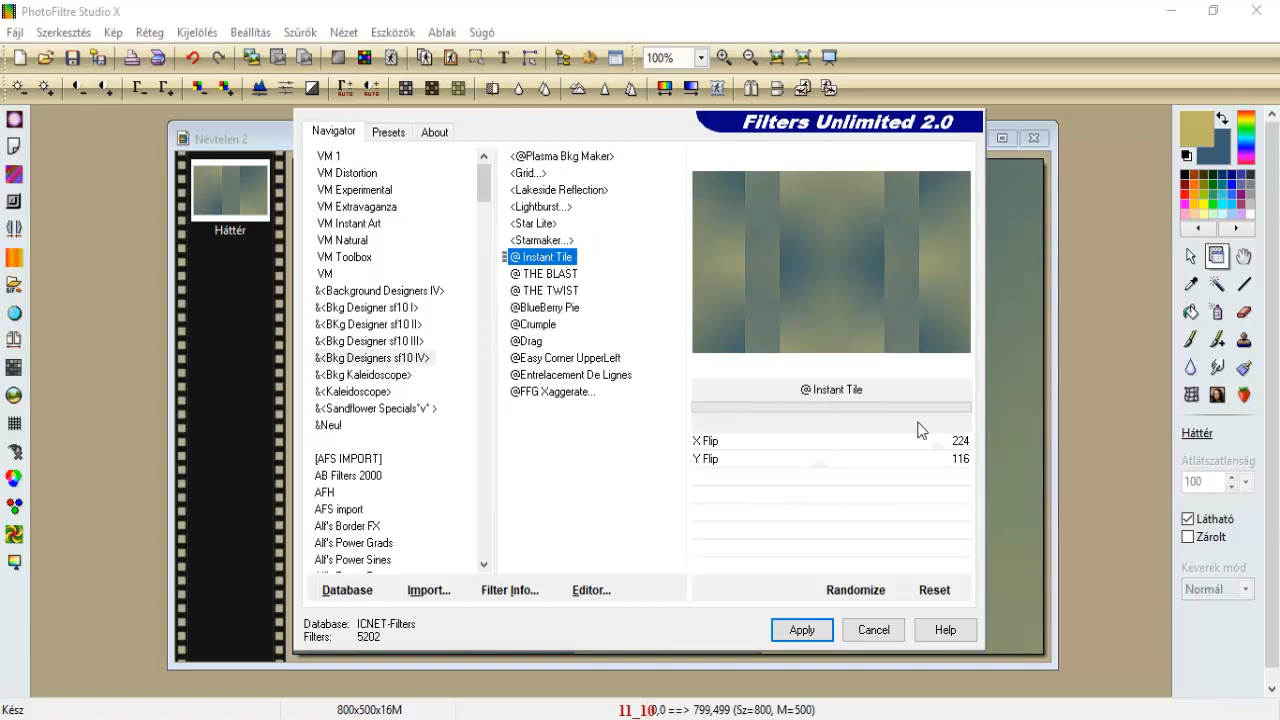 PhotoFiltre Studio X
Fájl Szerkesztés Kép Réteg Kijelölés Beállítás Szűrők Nézet Eszközök Ablak Súgó
100%
AUTO AUTO
Névtelen 2
Háttér
Navigator Presets About
Filters Unlimited 2.0
VM 1
VM Distortion
VM Experimental
VM Extravaganza
VM Instant Art
VM Natural
VM Toolbox
VM
&<Background Designers IV>
&<Bkg Designer sf10 I>
&<BKg Designer sf10 II>
&<Bkg Designer sf10 III>
&<Bkg Designers sf10 IV>
&<Bkg Kaleidoscope>
&<Kaleidoscope>
&<Sandflower Specials°v° >
&Neu!
[AFS IMPORT]
AB Filters 2000
AFH
AFS import
Alf's Border FX
Alf's Power Grads
Alf's Power Sines
<@Plasma Bkg Maker>
<Grid...>
<Lakeside Reflection>
<Lightburst...>
<Star Lite>
<Starmaker...>
@ Instant Tile
@ THE BLAST
@ THE TWIST
@BlueBerry Pie
@Crumple
@Drag
@Easy Corner UpperLeft
@Entrelacement De Lignes
@FFG Xaggerate...
@ Instant Tile
X Flip 224
Y Flip 116
Database Import... Filter Info... Editor...
Randomize Reset
Database: ICNET-Filters
Filters: 5202
Apply Cancel Help
Háttér
Átlátszatlanság
100
Látható
Zárolt
Keverék mód
Normál
Kész
800x500x16M
11_10
0,0 ==> 799,499 (Sz=800, M=500)